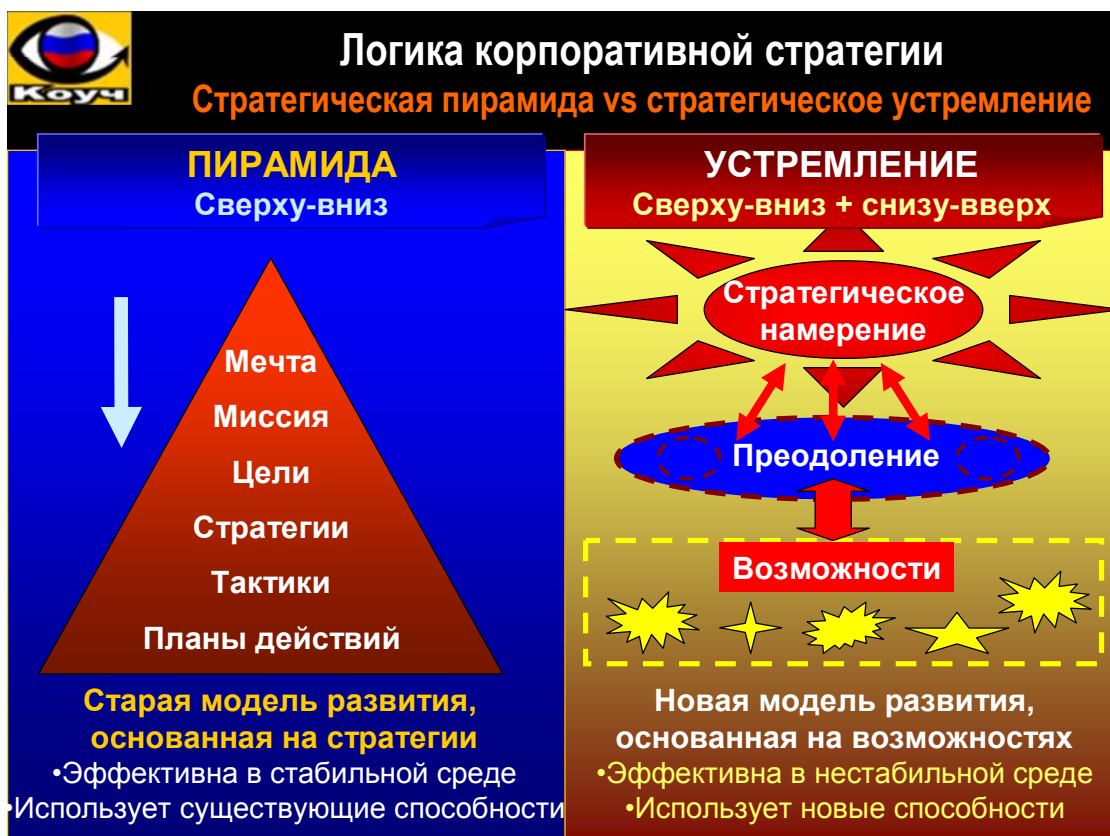 Коуч
Логика корпоративной стратегии
Стратегическая пирамида vs стратегическое устремление
ПИРАМИДА
Сверху-вниз
Мечта
Миссия
Цели
Стратегии
Тактики
Планы действий
Старая модель развития,
основанная на стратегии
•Эффективна в стабильной среде
•Использует существующие способности
УСТРЕМЛЕНИЕ
Сверху-вниз + снизу-вверх
Стратегическое
намерение
Преодоление
Возможности
Новая модель развития,
основанная на возможностях
•Эффективна в нестабильной среде
•Использует новые способности